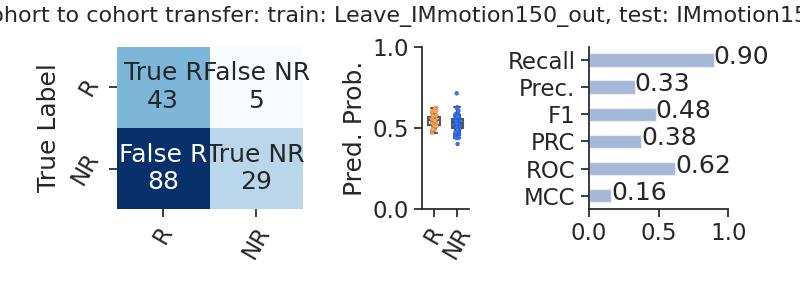 ohort to cohort transfer: train: Leave_IMmotion150_out, test: IMmotion15
True Label
R
NR
True R
43
False NR
5
False R
88
True NR
29
R
NR
Pred. Prob.
1.0
0.5
0.0
R
NR
Recall
Prec.
F1
PRC
ROC
MCC
0.90
0.33
0.48
0.38
0.62
0.16
0.0
0.5
1.0